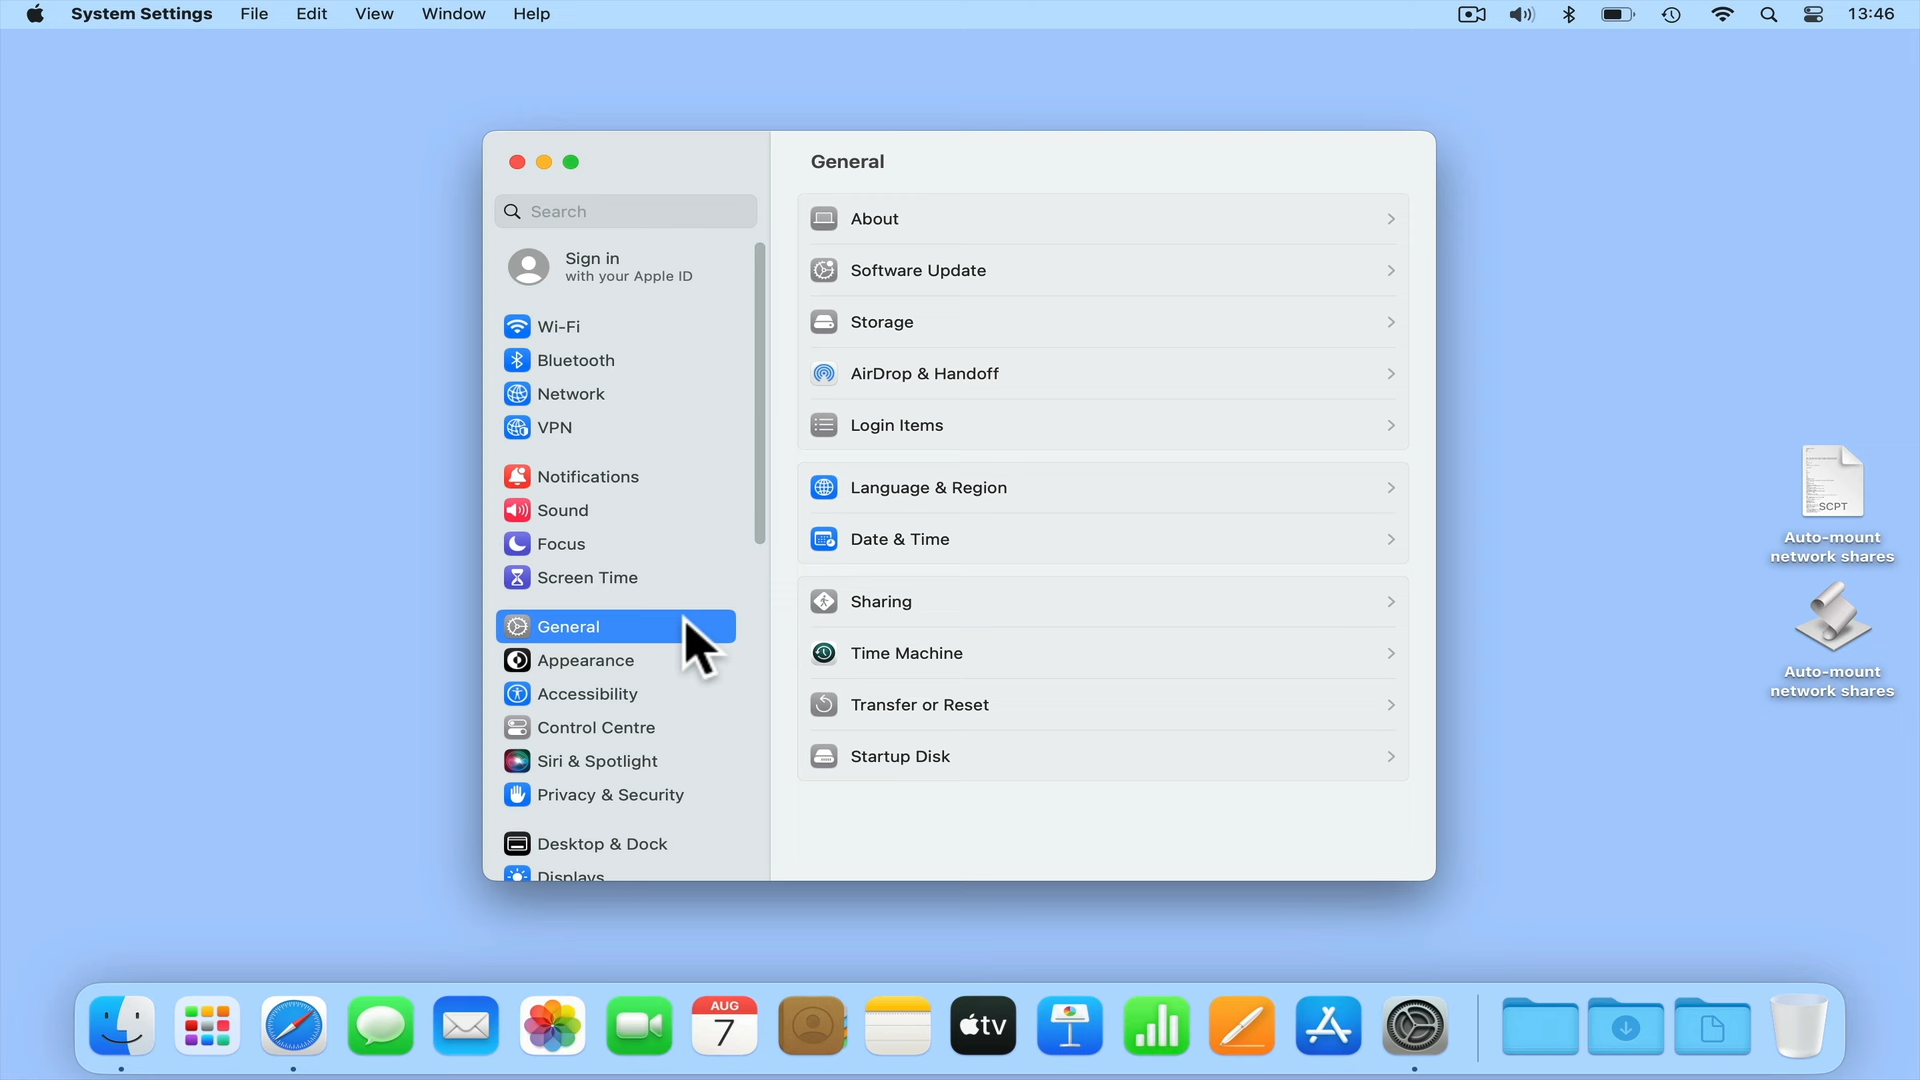 System Settings File Edit View Window Help 13:46
General
Search
Sign in
with your Apple ID
Wi-Fi
Bluetooth
Network
VPN
Notifications
Sound
Focus
Screen Time
General
Appearance
Accessibility
Control Centre
Siri & Spotlight
Privacy & Security
Desktop & Dock
Displays
About
Software Update
Storage
AirDrop & Handoff
Login Items
Language & Region
Date & Time
Sharing
Time Machine
Transfer or Reset
Startup Disk
SCPT
Auto-mount
network shares
Auto-mount
network shares
AUG
7
tv